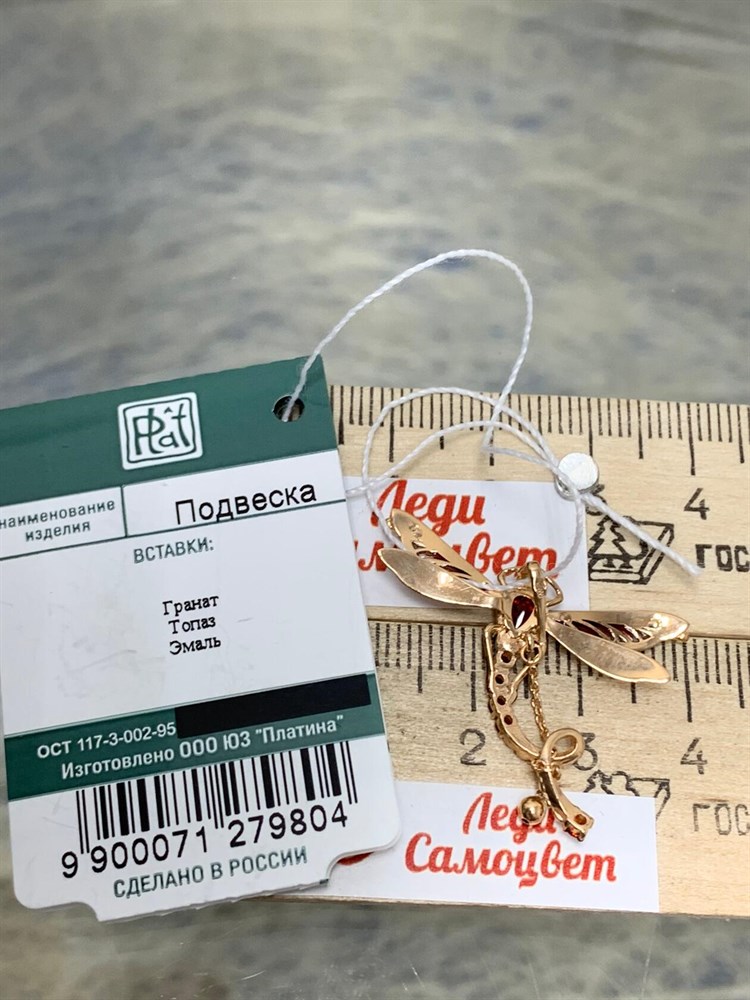 Plat
наименование
изделия
Подвеска
ВСТАВКИ:
Гранат
Топаз
Эмаль
ОСТ 117-3-002-95
Изготовлено ООО ЮЗ "Платина"
9 900071 279804
СДЕЛАНО В РОССИИ
Леди
Самоцвет
4
ГОС
2 3 4
ГОС
Леди
Самоцвет